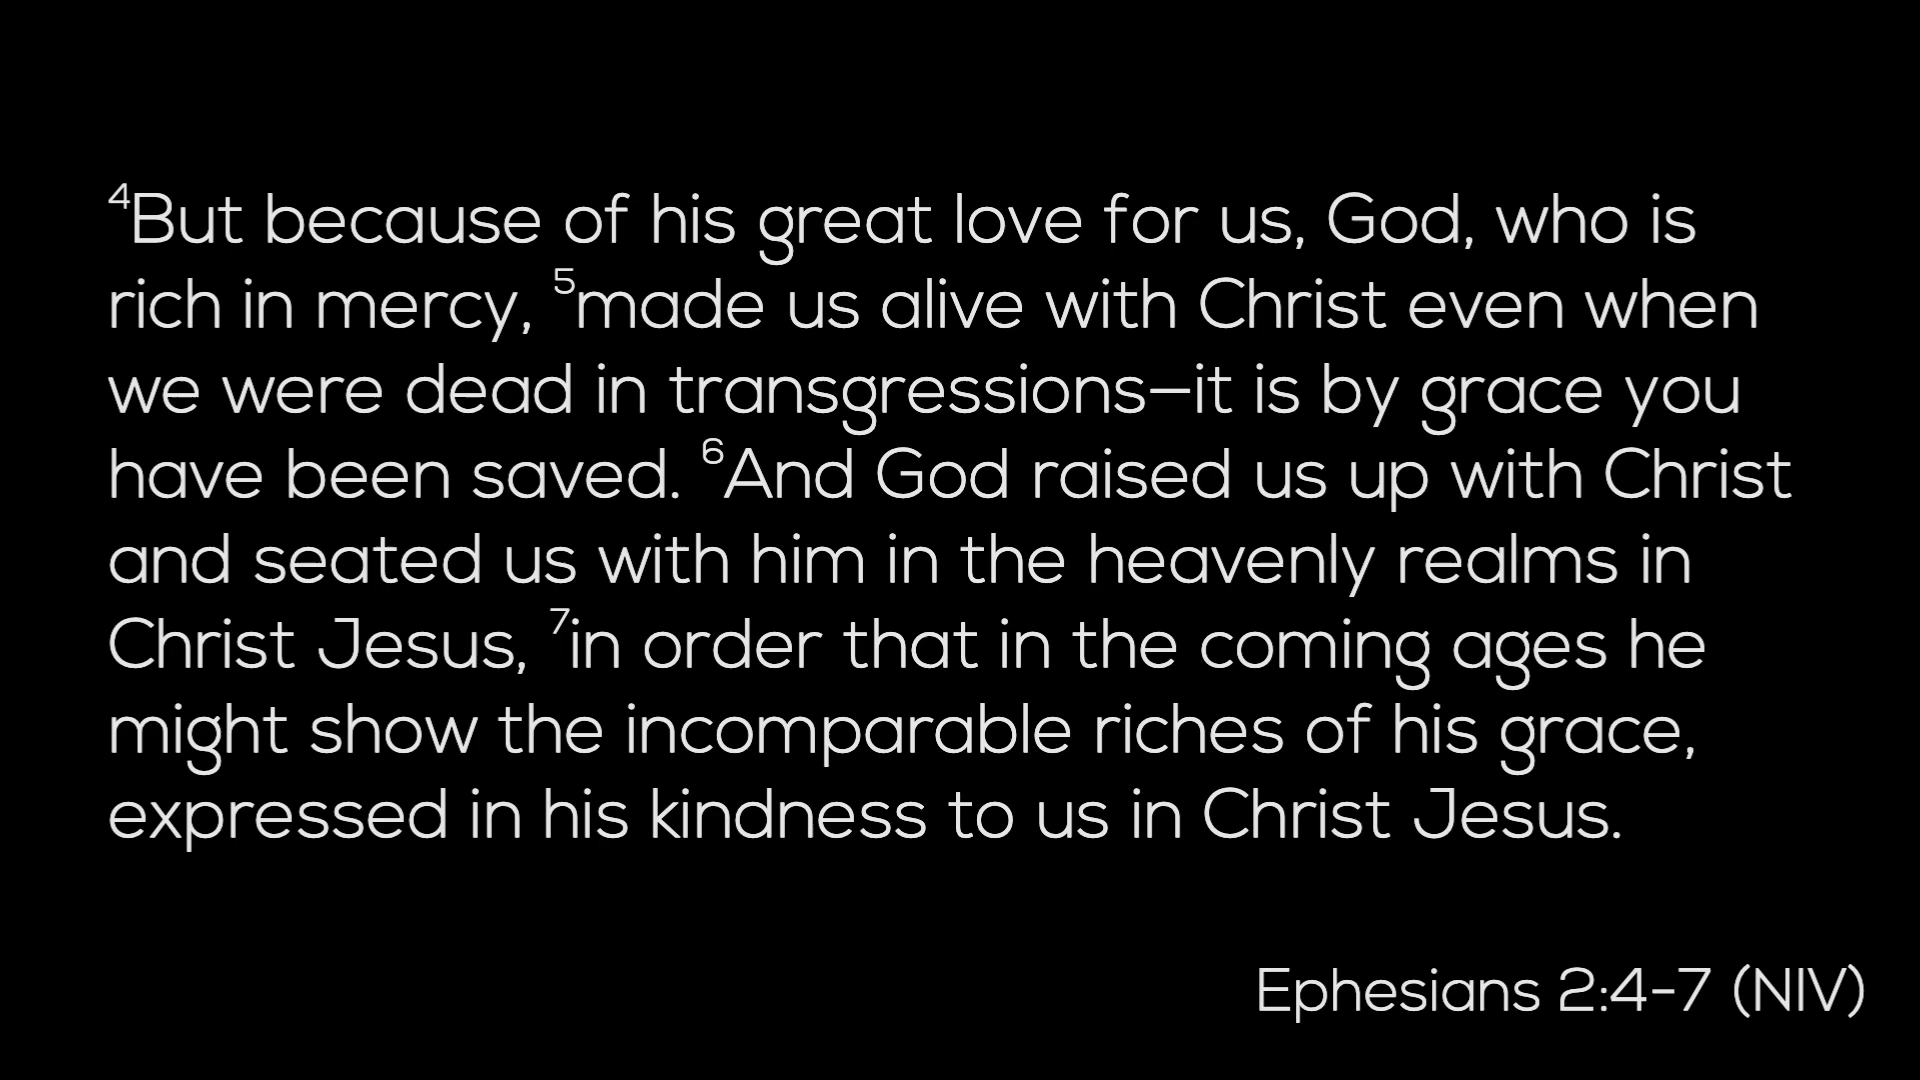 ⁴But because of his great love for us, God, who is
rich in mercy, ⁵made us alive with Christ even when
we were dead in transgressions—it is by grace you
have been saved. ⁶And God raised us up with Christ
and seated us with him in the heavenly realms in
Christ Jesus, ⁷in order that in the coming ages he
might show the incomparable riches of his grace,
expressed in his kindness to us in Christ Jesus.
Ephesians 2:4-7 (NIV)